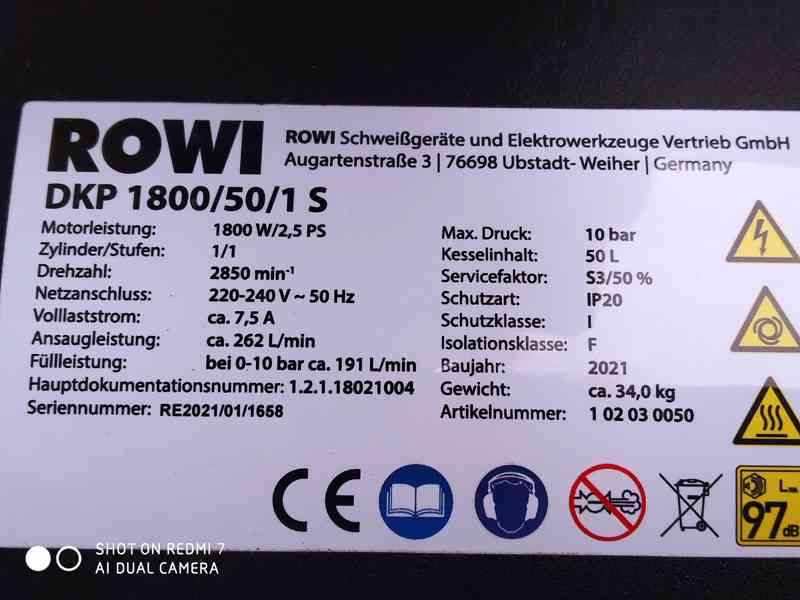 ROWI
ROWI Schweißgeräte und Elektrowerkzeuge Vertrieb GmbH
Augartenstraße 3 | 76698 Ubstadt- Weiher | Germany
DKP 1800/50/1 S
Motorleistung: 1800 W/2,5 PS
Zylinder/Stufen: 1/1
Drehzahl: 2850 min⁻¹
Netzanschluss: 220-240 V ~ 50 Hz
Volllaststrom: ca. 7,5 A
Ansaugleistung: ca. 262 L/min
Füllleistung: bei 0-10 bar ca. 191 L/min
Hauptdokumentationsnummer: 1.2.1.18021004
Seriennummer: RE2021/01/1658
Max. Druck: 10 bar
Kesselinhalt: 50 L
Servicefaktor: S3/50 %
Schutzart: IP20
Schutzklasse: I
Isolationsklasse: F
Baujahr: 2021
Gewicht: ca. 34,0 kg
Artikelnummer: 1 02 03 0050
CE
97 dB
SHOT ON REDMI 7
AI DUAL CAMERA